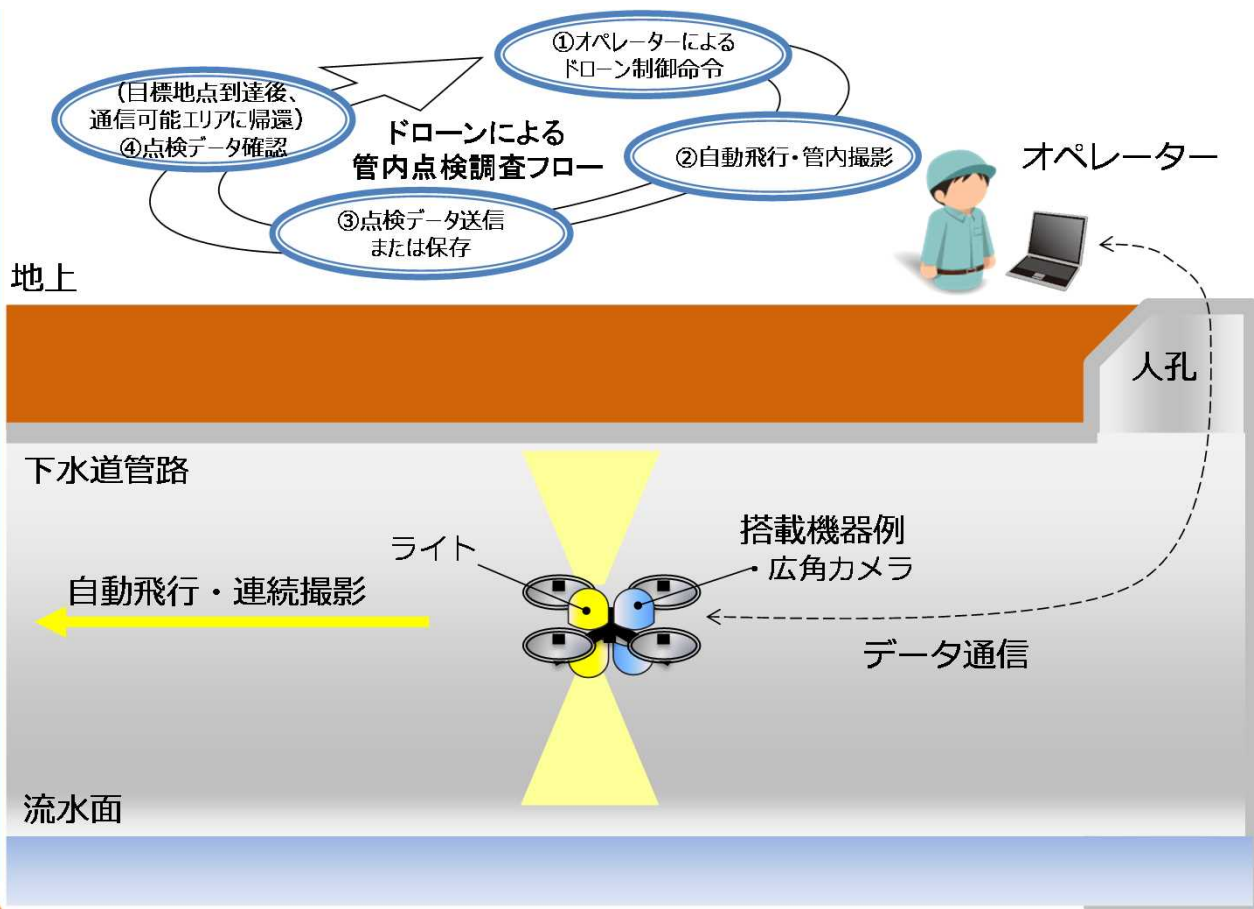 ①オペレーターによる
ドローン制御命令
(目標地点到達後、
通信可能エリアに帰還)
④点検データ確認
ドローンによる
管内点検調査フロー
②自動飛行・管内撮影
③点検データ送信
または保存
オペレーター
地上
人孔
下水道管路
ライト
搭載機器例
・広角カメラ
自動飛行・連続撮影
データ通信
流水面